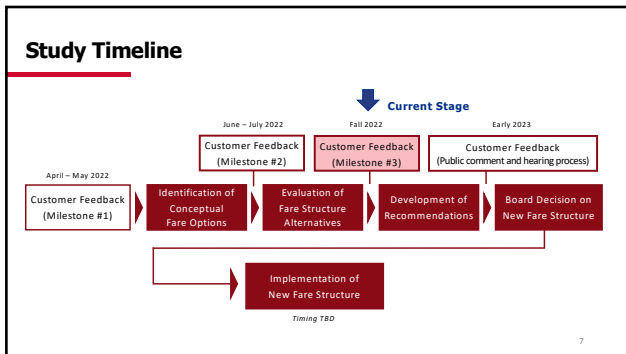 Study Timeline
Current Stage
June – July 2022
Fall 2022
Early 2023
Customer Feedback
(Milestone #2)
Customer Feedback
(Milestone #3)
Customer Feedback
(Public comment and hearing process)
April – May 2022
Customer Feedback
(Milestone #1)
Identification of
Conceptual
Fare Options
Evaluation of
Fare Structure
Alternatives
Development of
Recommendations
Board Decision on
New Fare Structure
Implementation of
New Fare Structure
Timing TBD
7